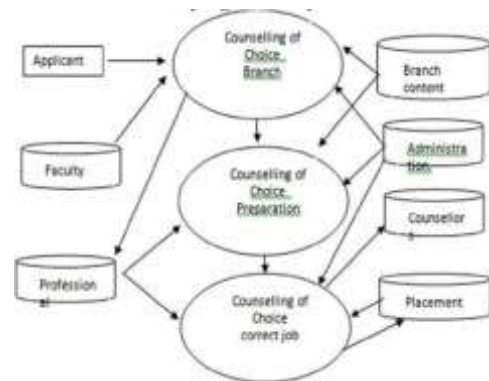 Applicant
Faculty
Profession
al
Counselling of
Choice
Branch
Counselling of
Choice
Preparation
Counselling of
Choice
correct job
Branch
content
Administra
tion
Counsellor
s
Placement